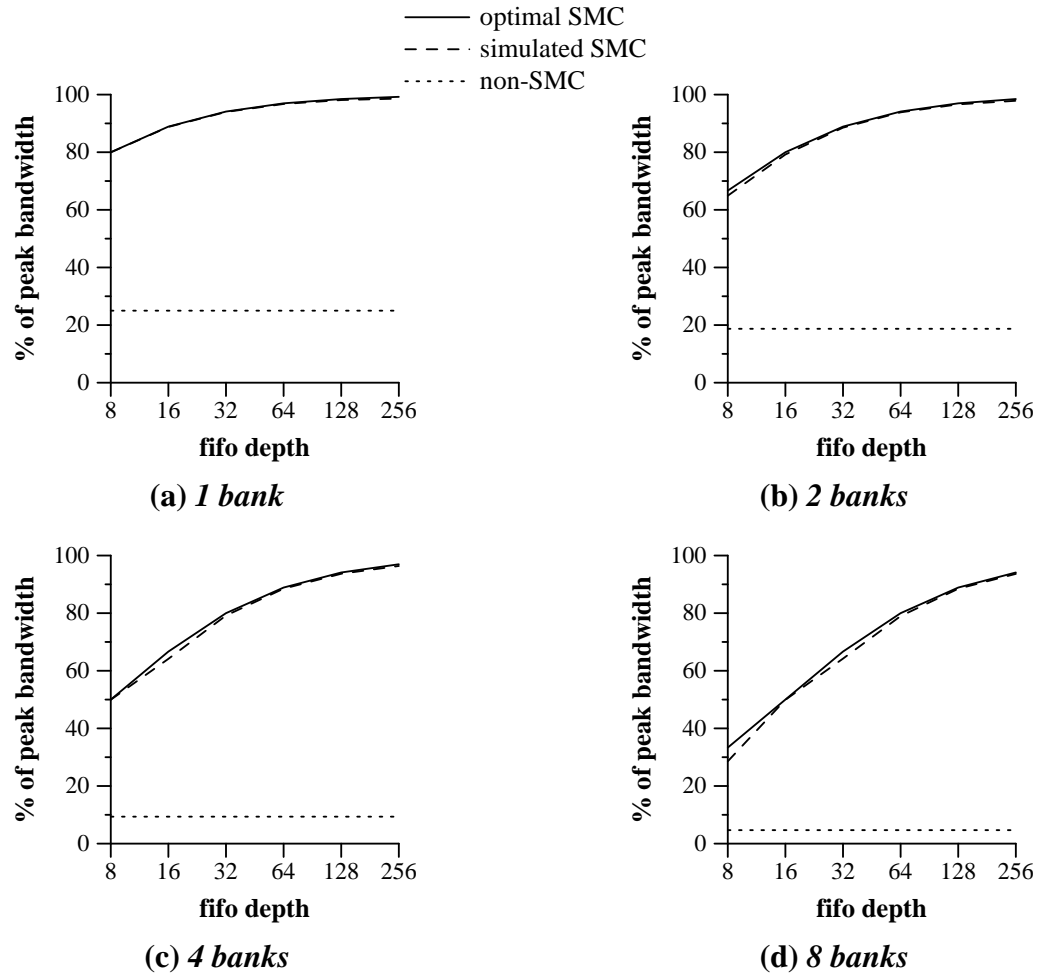 optimal SMC
simulated SMC
non-SMC
% of peak bandwidth
100
80
60
40
20
0
8 16 32 64 128 256
fifo depth
(a) 1 bank
% of peak bandwidth
100
80
60
40
20
0
8 16 32 64 128 256
fifo depth
(b) 2 banks
% of peak bandwidth
100
80
60
40
20
0
8 16 32 64 128 256
fifo depth
(c) 4 banks
% of peak bandwidth
100
80
60
40
20
0
8 16 32 64 128 256
fifo depth
(d) 8 banks